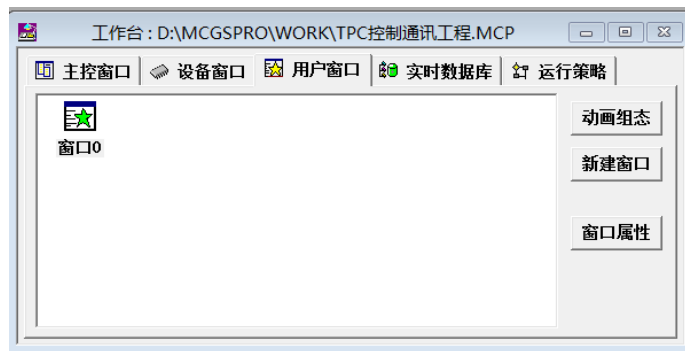 工作台 : D:\MCGSPRO\WORK\TPC控制通讯工程.MCP
主控窗口 设备窗口 用户窗口 实时数据库 运行策略
窗口0
动画组态
新建窗口
窗口属性